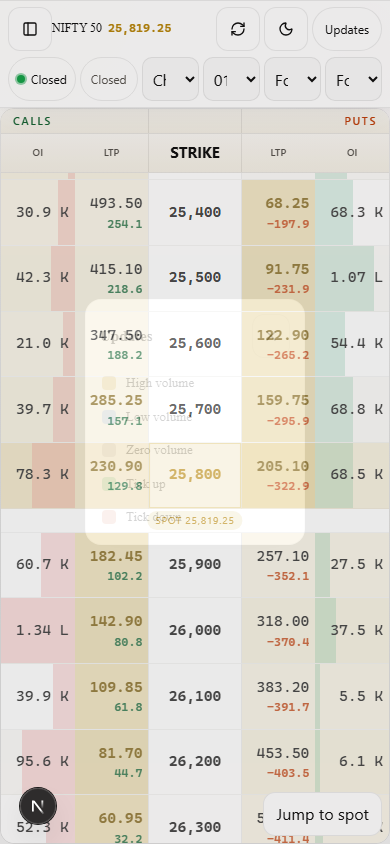 NIFTY 50 25,819.25 Updates
Closed Closed Cl 01 Fc Fc
CALLS PUTS
OI LTP STRIKE LTP OI
30.9 K 493.50 25,400 68.25 68.3 K
254.1 -197.9
42.3 K 415.10 25,500 91.75 1.07 L
218.6 -231.9
21.0 K 347.50 25,600 122.90 54.4 K
188.2 -265.2
39.7 K 285.25 25,700 159.75 68.8 K
157.1 -295.9
78.3 K 230.90 25,800 205.10 68.5 K
129.8 -322.9
Updates
High volume
Low volume
Zero volume
Tick up
Tick down
SPOT 25,819.25
60.7 K 182.45 25,900 257.10 27.5 K
102.2 -352.1
1.34 L 142.90 26,000 318.00 37.5 K
80.8 -370.4
39.9 K 109.85 26,100 383.20 5.5 K
61.8 -391.7
95.6 K 81.70 26,200 453.50 6.1 K
44.7 -403.5
N
52.3 K 60.95 26,300
32.2 -411.4
Jump to spot